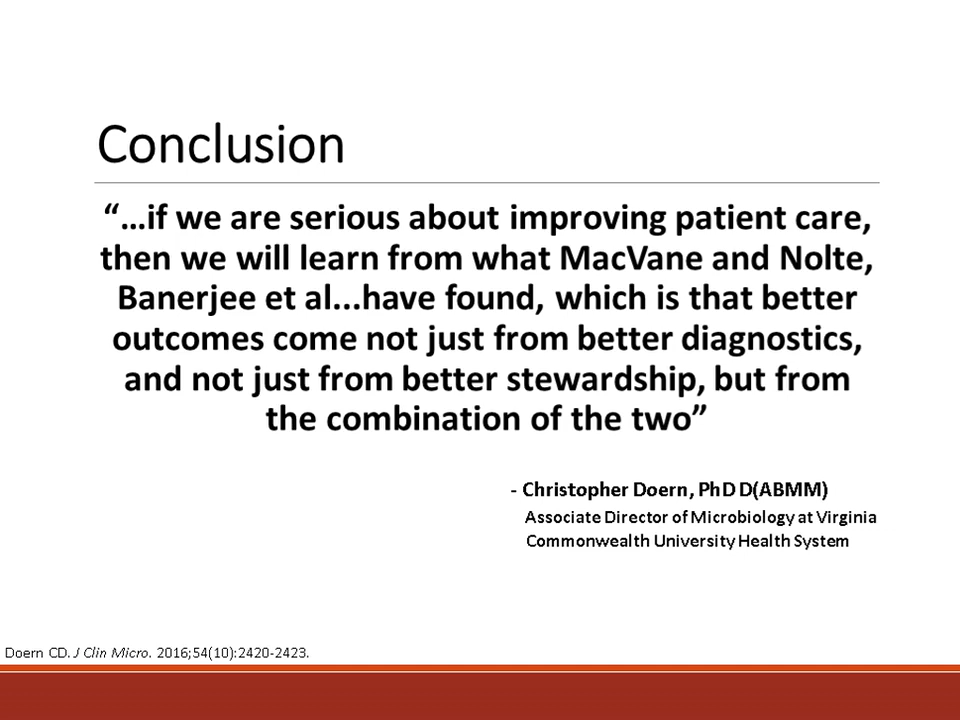 Conclusion
“…if we are serious about improving patient care,
then we will learn from what MacVane and Nolte,
Banerjee et al...have found, which is that better
outcomes come not just from better diagnostics,
and not just from better stewardship, but from
the combination of the two”
- Christopher Doern, PhD D(ABMM)
Associate Director of Microbiology at Virginia
Commonwealth University Health System
Doern CD. J Clin Micro. 2016;54(10):2420-2423.